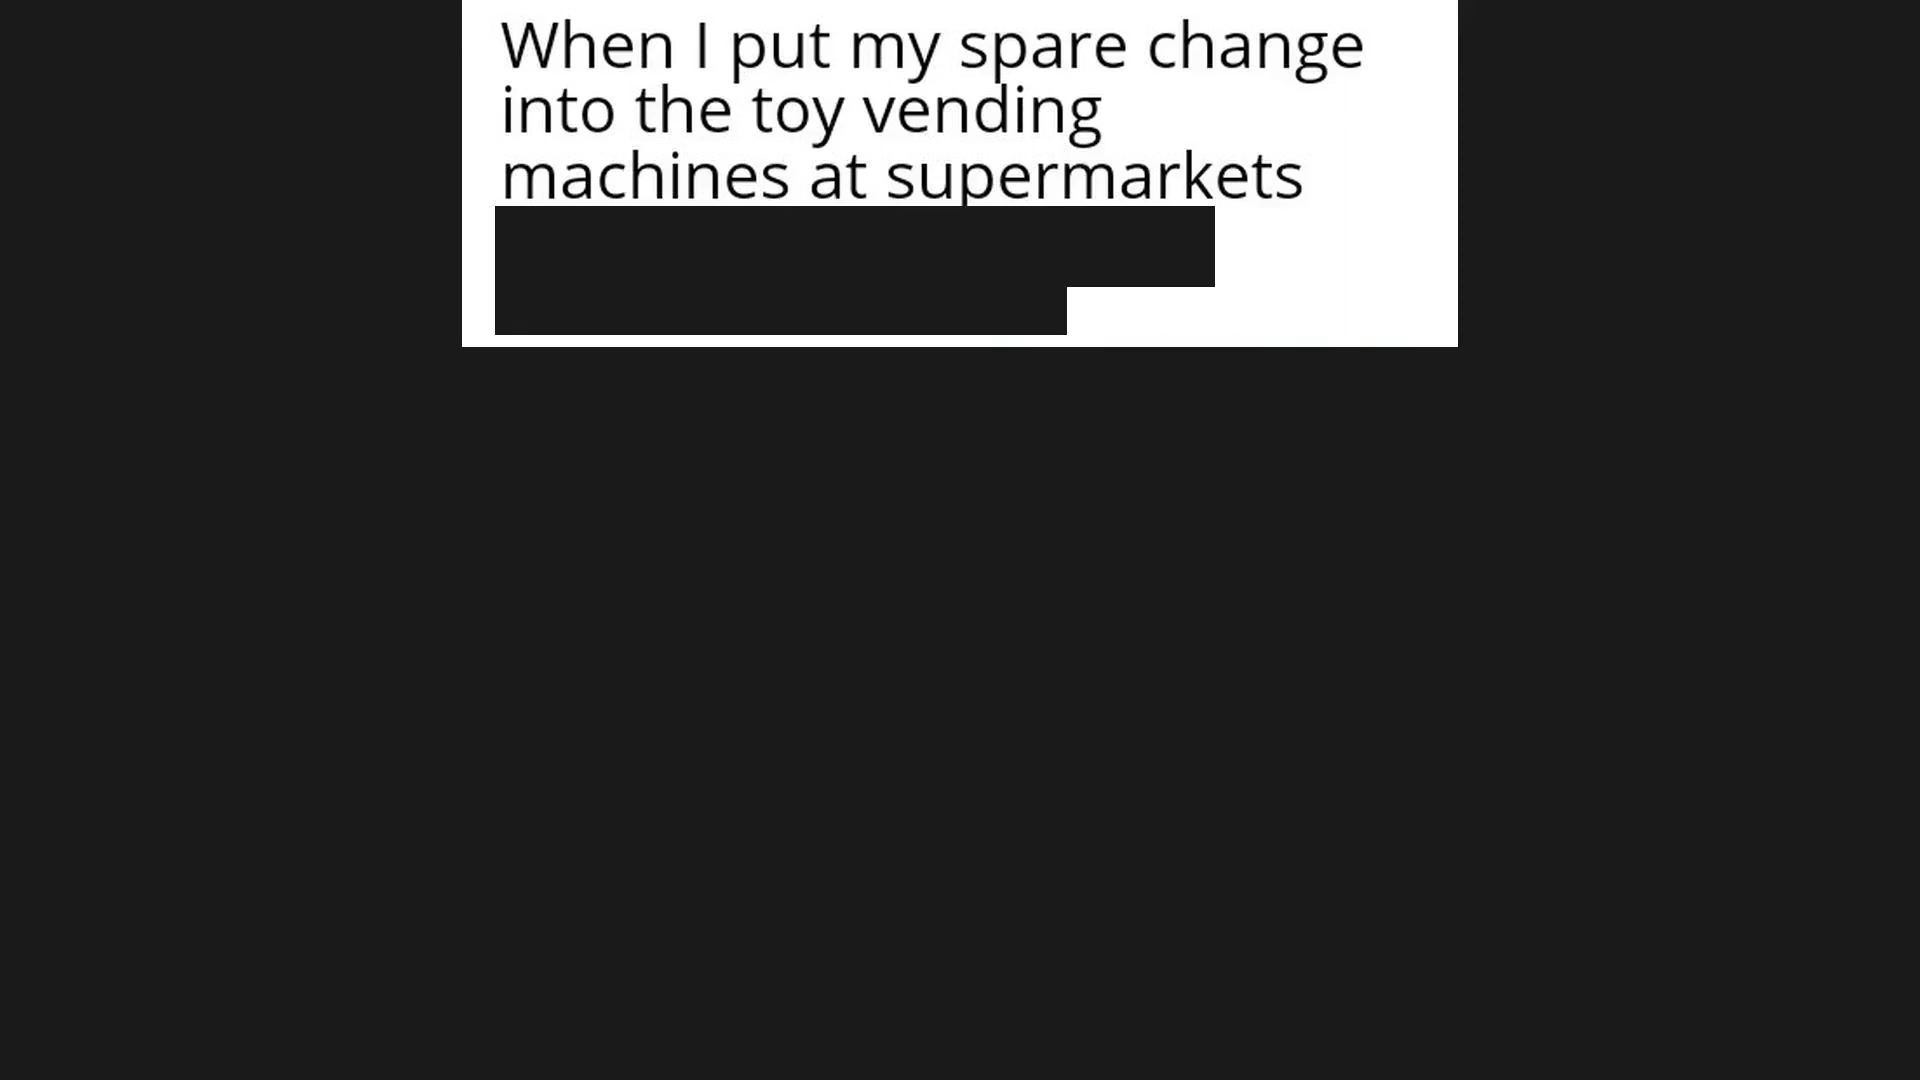 When I put my spare change
into the toy vending
machines at supermarkets